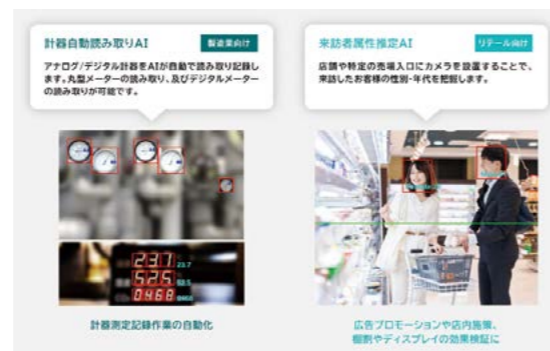 計器自動読み取りAI
製造業向け
アナログ/デジタル計器をAIが自動で読み取り記録し
ます。丸型メーターの読み取り、及びデジタルメーター
の読み取りが可能です。
計器測定記録作業の自動化
来訪者属性推定AI
リテール向け
店舗や特定の売場入口にカメラを設置することで、
来訪したお客様の性別・年代を把握します。
広告プロモーションや店内施策、
棚割やディスプレイの効果検証に
237
23.7
525
52.5
0468